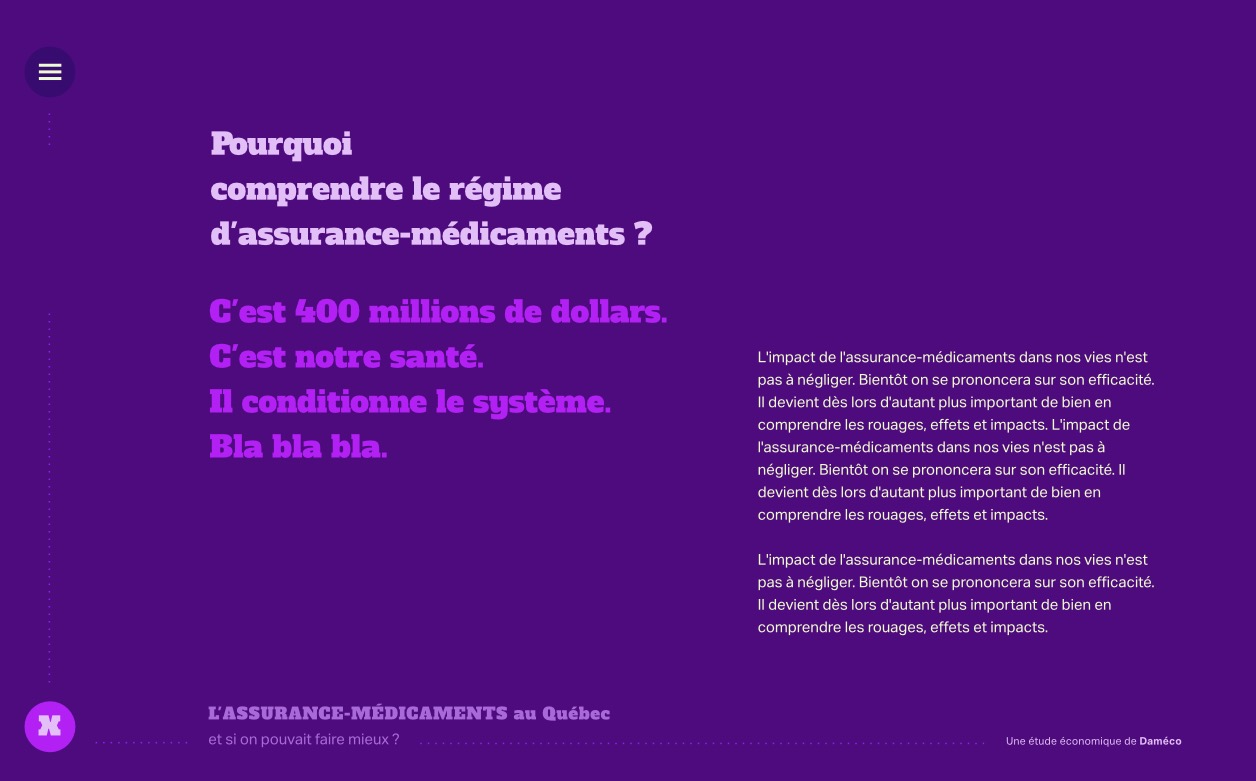 Pourquoi
comprendre le régime
d'assurance-médicaments ?
C'est 400 millions de dollars.
C'est notre santé.
Il conditionne le système.
Bla bla bla.
L'impact de l'assurance-médicaments dans nos vies n'est
pas à négliger. Bientôt on se prononcera sur son efficacité.
Il devient dès lors d'autant plus important de bien en
comprendre les rouages, effets et impacts. L'impact de
l'assurance-médicaments dans nos vies n'est pas à
négliger. Bientôt on se prononcera sur son efficacité. Il
devient dès lors d'autant plus important de bien en
comprendre les rouages, effets et impacts.
L'impact de l'assurance-médicaments dans nos vies n'est
pas à négliger. Bientôt on se prononcera sur son efficacité.
Il devient dès lors d'autant plus important de bien en
comprendre les rouages, effets et impacts.
X
L'ASSURANCE-MÉDICAMENTS au Québec
et si on pouvait faire mieux ?
Une étude économique de Daméco